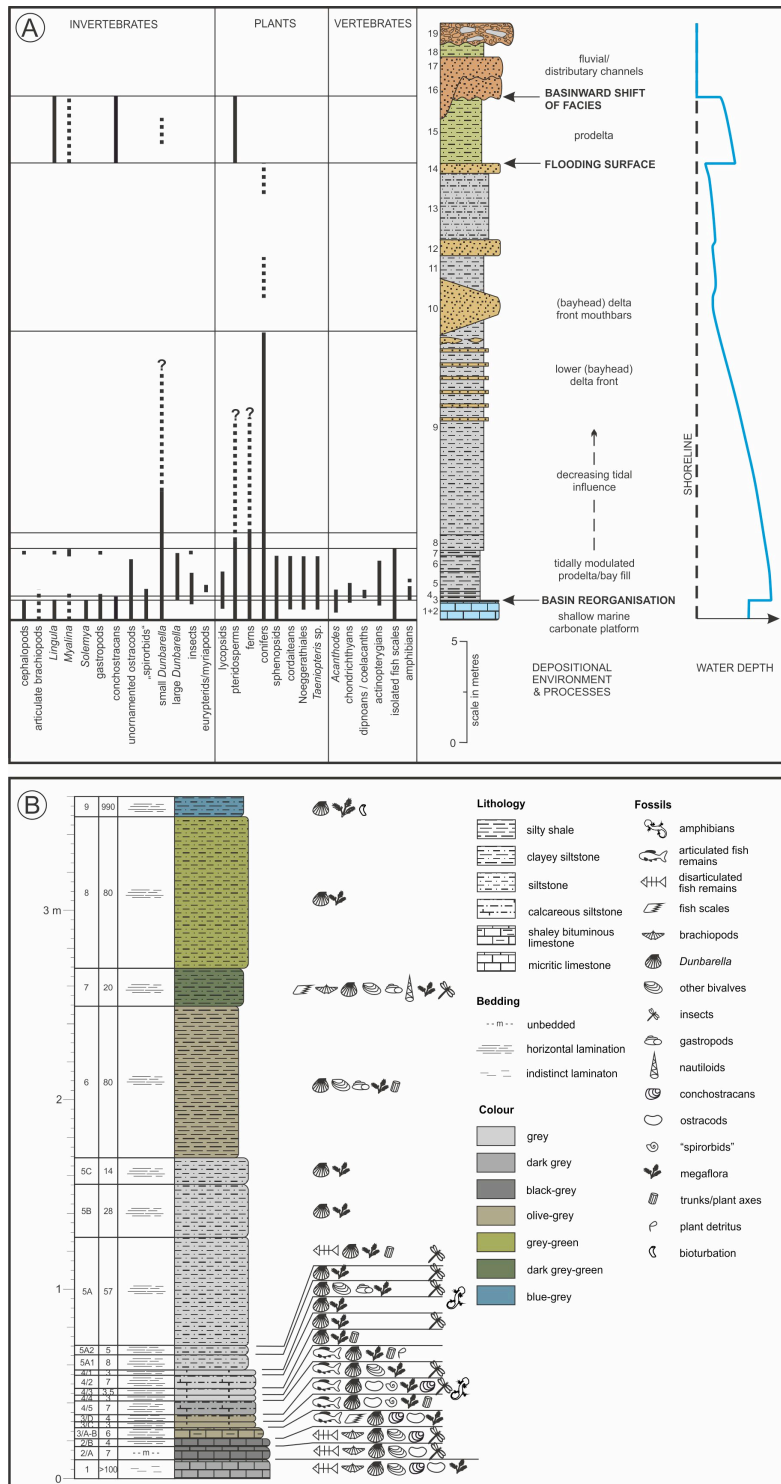 A
INVERTEBRATES
PLANTS
VERTEBRATES
19
18
17
16
15
14
13
12
11
10
9
8
7
6
5
4
3
1+2
fluvial/
distributary channels
BASINWARD SHIFT
OF FACIES
prodelta
FLOODING SURFACE
(bayhead) delta
front mouthbars
lower (bayhead)
delta front
decreasing tidal
influence
tidally modulated
prodelta/bay fill
BASIN REORGANISATION
shallow marine
carbonate platform
SHORELINE
?
?
?
cephalopods
articulate brachiopods
Lingula
Myalina
Solemya
gastropods
conchostracans
unornamented ostracods
„spirorbids“
small Dunbarella
large Dunbarella
insects
eurypterids/myriapods
lycopsids
pteridosperms
ferns
conifers
sphenopsids
cordaiteans
Noeggerathiales
Taeniopteris sp.
Acanthodes
chondrichthyans
dipnoans / coelacanths
actinopterygians
isolated fish scales
amphibians
5
0
scale in metres
DEPOSITIONAL
ENVIRONMENT
& PROCESSES
WATER DEPTH
B
3 m
2
1
0
9 990
8 80
7 20
6 80
5C 14
5B 28
5A 57
5A2 5
5A1 8
4/1 3
4/2 7
4/3 3,5
4/4 3
4/5 7
3/D 4
3/C 3
3/A-B 6
2/B 4
2/A 7 --m--
1 >100
Lithology
silty shale
clayey siltstone
siltstone
calcareous siltstone
shaley bituminous
limestone
micritic limestone
Bedding
--m-- unbedded
horizontal lamination
indistinct laminaton
Colour
grey
dark grey
black-grey
olive-grey
grey-green
dark grey-green
blue-grey
Fossils
amphibians
articulated fish
remains
disarticulated
fish remains
fish scales
brachiopods
Dunbarella
other bivalves
insects
gastropods
nautiloids
conchostracans
ostracods
“spirorbids”
megaflora
trunks/plant axes
plant detritus
bioturbation